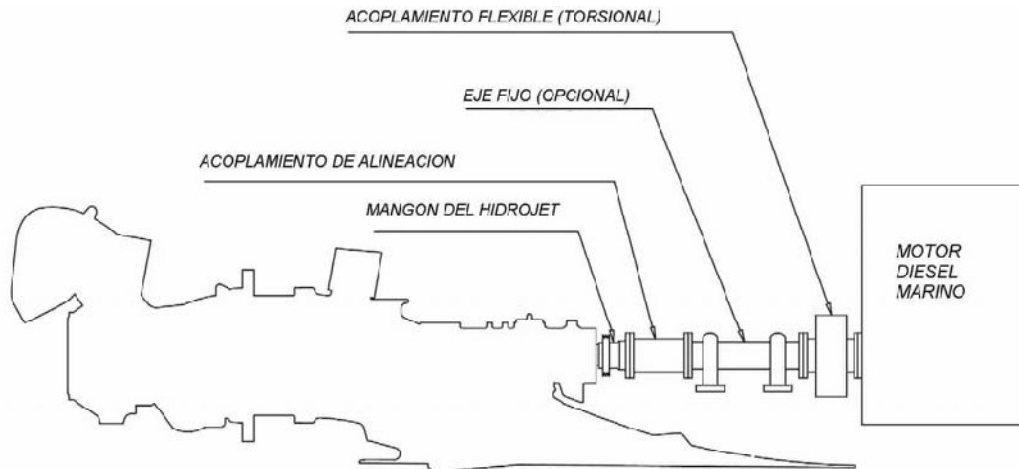 ACOPLAMIENTO FLEXIBLE (TORSIONAL)
EJE FIJO (OPCIONAL)
ACOPLAMIENTO DE ALINEACION
MANGON DEL HIDROJET
MOTOR
DIESEL
MARINO